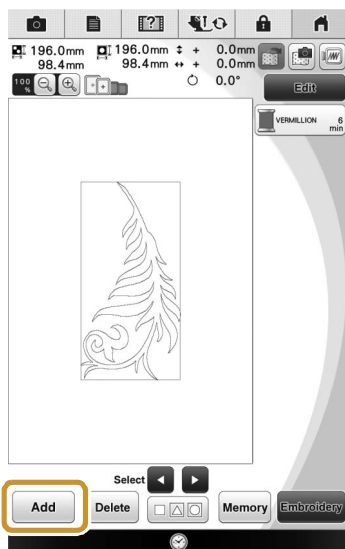 196.0mm 196.0mm + 0.0mm
98.4mm 98.4mm + 0.0mm
100 % 0.0°
Edit
VERMILLION 6 min
Select
Add Delete Memory Embroidery